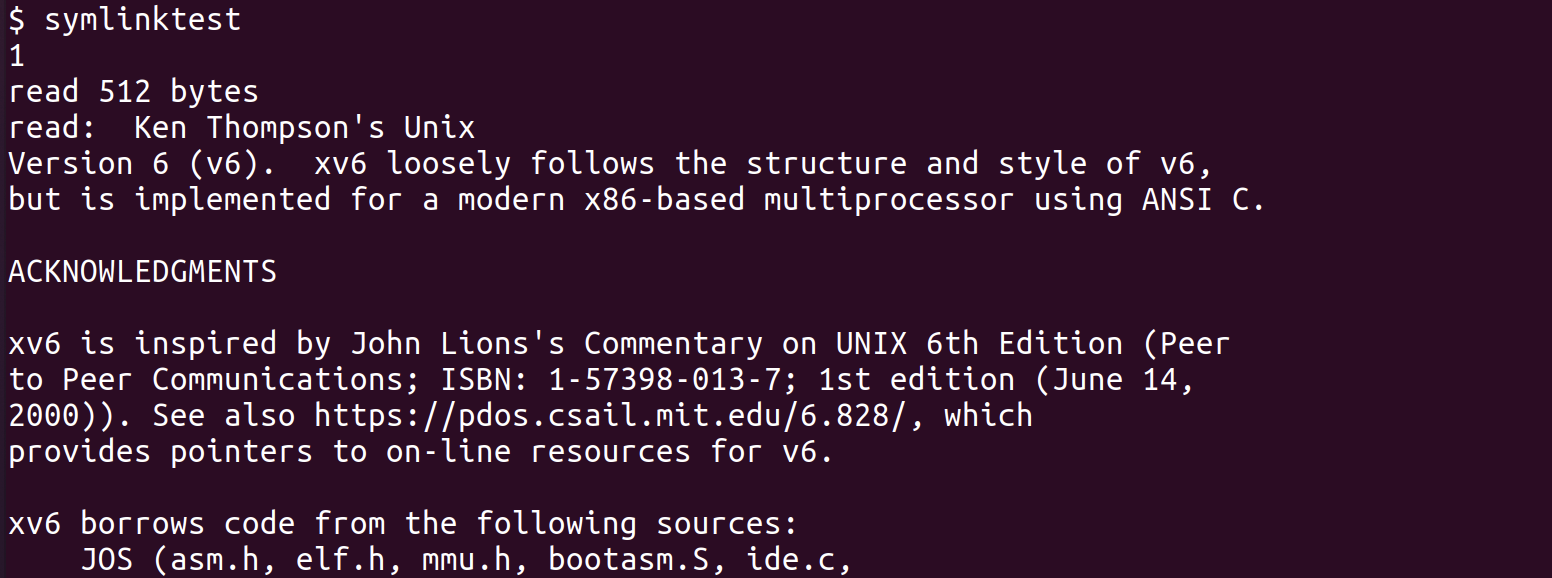 $ symlinktest
1
read 512 bytes
read:  Ken Thompson's Unix
Version 6 (v6).  xv6 loosely follows the structure and style of v6,
but is implemented for a modern x86-based multiprocessor using ANSI C.

ACKNOWLEDGMENTS

xv6 is inspired by John Lions's Commentary on UNIX 6th Edition (Peer
to Peer Communications; ISBN: 1-57398-013-7; 1st edition (June 14,
2000)). See also https://pdos.csail.mit.edu/6.828/, which
provides pointers to on-line resources for v6.

xv6 borrows code from the following sources:
    JOS (asm.h, elf.h, mmu.h, bootasm.S, ide.c,